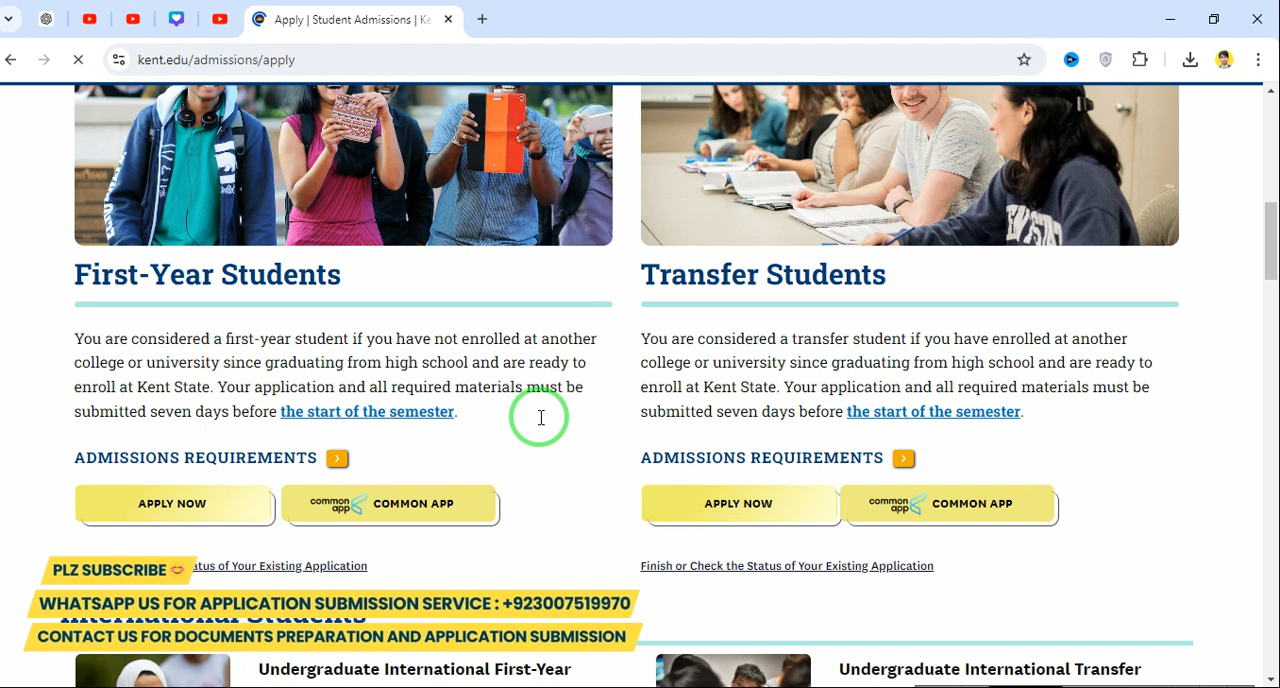 Apply | Student Admissions | Ke
kent.edu/admissions/apply
First-Year Students
You are considered a first-year student if you have not enrolled at another
college or university since graduating from high school and are ready to
enroll at Kent State. Your application and all required materials must be
submitted seven days before the start of the semester.
ADMISSIONS REQUIREMENTS
APPLY NOW
common app COMMON APP
Transfer Students
You are considered a transfer student if you have enrolled at another
college or university since graduating from high school and are ready to
enroll at Kent State. Your application and all required materials must be
submitted seven days before the start of the semester.
ADMISSIONS REQUIREMENTS
APPLY NOW
common app COMMON APP
of Your Existing Application
Finish or Check the Status of Your Existing Application
PLZ SUBSCRIBE😊
WHATSAPP US FOR APPLICATION SUBMISSION SERVICE : +923007519970
International Students
CONTACT US FOR DOCUMENTS PREPARATION AND APPLICATION SUBMISSION
Undergraduate International First-Year
Undergraduate International Transfer